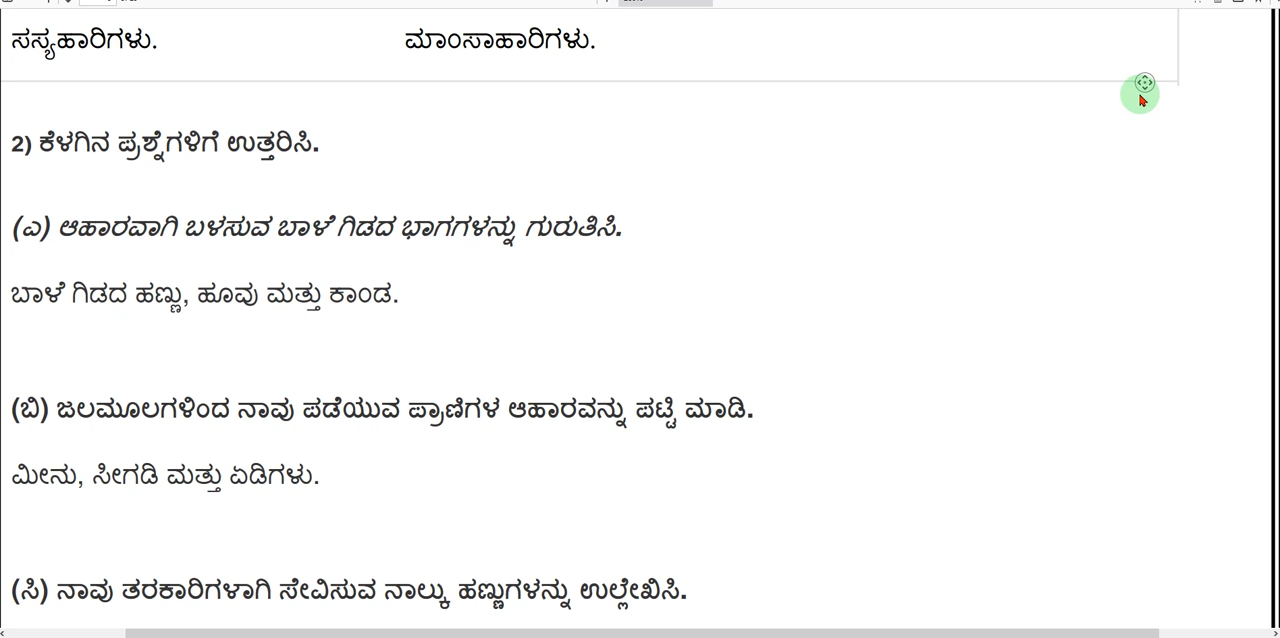 ಸಸ್ಯಹಾರಿಗಳು. ಮಾಂಸಾಹಾರಿಗಳು.
2) ಕೆಳಗಿನ ಪ್ರಶ್ನೆಗಳಿಗೆ ಉತ್ತರಿಸಿ.
(ಎ) ಆಹಾರವಾಗಿ ಬಳಸುವ ಬಾಳೆ ಗಿಡದ ಭಾಗಗಳನ್ನು ಗುರುತಿಸಿ.
ಬಾಳೆ ಗಿಡದ ಹಣ್ಣು, ಹೂವು ಮತ್ತು ಕಾಂಡ.
(ಬಿ) ಜಲಮೂಲಗಳಿಂದ ನಾವು ಪಡೆಯುವ ಪ್ರಾಣಿಗಳ ಆಹಾರವನ್ನು ಪಟ್ಟಿ ಮಾಡಿ.
ಮೀನು, ಸೀಗಡಿ ಮತ್ತು ಏಡಿಗಳು.
(ಸಿ) ನಾವು ತರಕಾರಿಗಳಾಗಿ ಸೇವಿಸುವ ನಾಲ್ಕು ಹಣ್ಣುಗಳನ್ನು ಉಲ್ಲೇಖಿಸಿ.